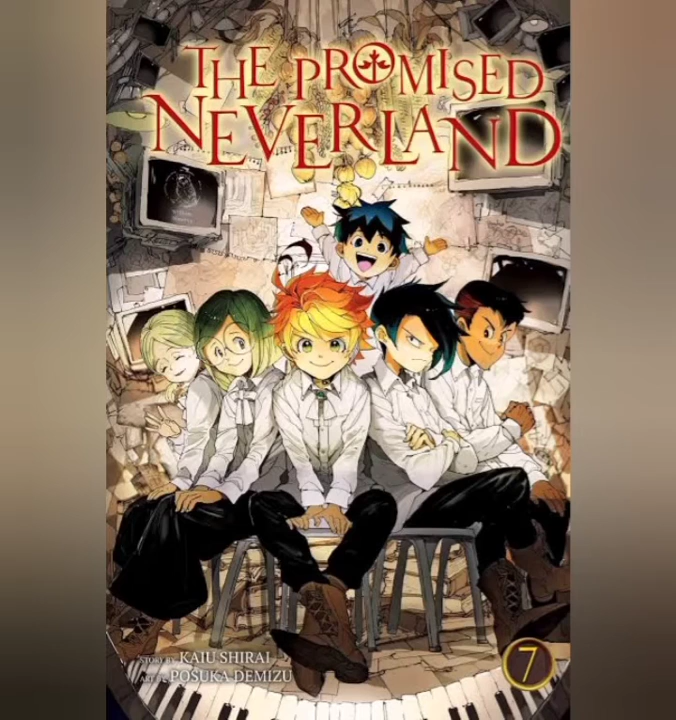 THE PROMISED
NEVERLAND
STORY BY KAIU SHIRAI
ART BY POSUKA DEMIZU
7